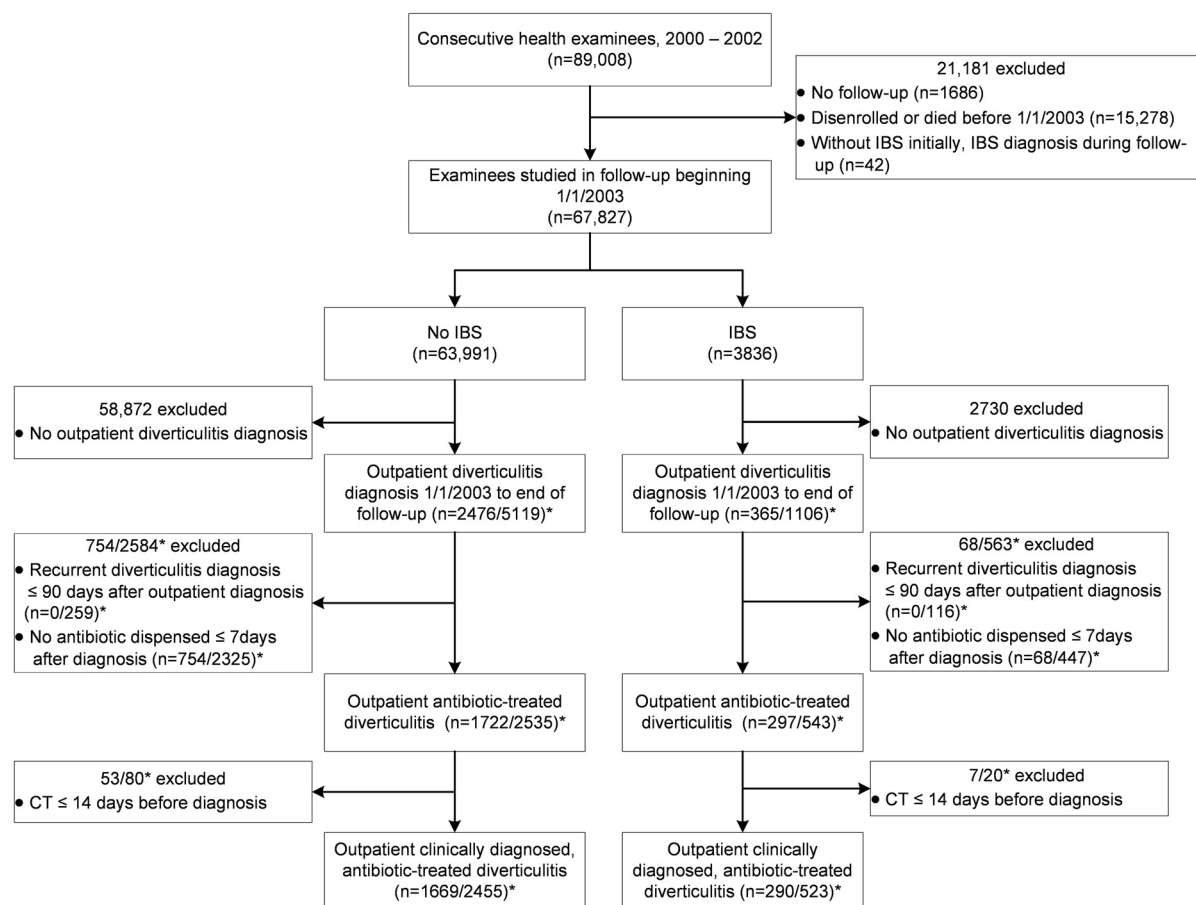 Consecutive health examinees, 2000 – 2002
(n=89,008)
21,181 excluded
● No follow-up (n=1686)
● Disenrolled or died before 1/1/2003 (n=15,278)
● Without IBS initially, IBS diagnosis during follow-
up (n=42)
Examinees studied in follow-up beginning
1/1/2003
(n=67,827)
No IBS
(n=63,991)
IBS
(n=3836)
58,872 excluded
● No outpatient diverticulitis diagnosis
2730 excluded
● No outpatient diverticulitis diagnosis
Outpatient diverticulitis
diagnosis 1/1/2003 to end of
follow-up (n=2476/5119)*
Outpatient diverticulitis
diagnosis 1/1/2003 to end of
follow-up (n=365/1106)*
754/2584* excluded
● Recurrent diverticulitis diagnosis
≤ 90 days after outpatient diagnosis
(n=0/259)*
● No antibiotic dispensed ≤ 7days
after diagnosis (n=754/2325)*
68/563* excluded
● Recurrent diverticulitis diagnosis
≤ 90 days after outpatient diagnosis
(n=0/116)*
● No antibiotic dispensed ≤ 7days
after diagnosis (n=68/447)*
Outpatient antibiotic-treated
diverticulitis (n=1722/2535)*
Outpatient antibiotic-treated
diverticulitis (n=297/543)*
53/80* excluded
● CT ≤ 14 days before diagnosis
7/20* excluded
● CT ≤ 14 days before diagnosis
Outpatient clinically diagnosed,
antibiotic-treated diverticulitis
(n=1669/2455)*
Outpatient clinically
diagnosed, antibiotic-treated
diverticulitis (n=290/523)*